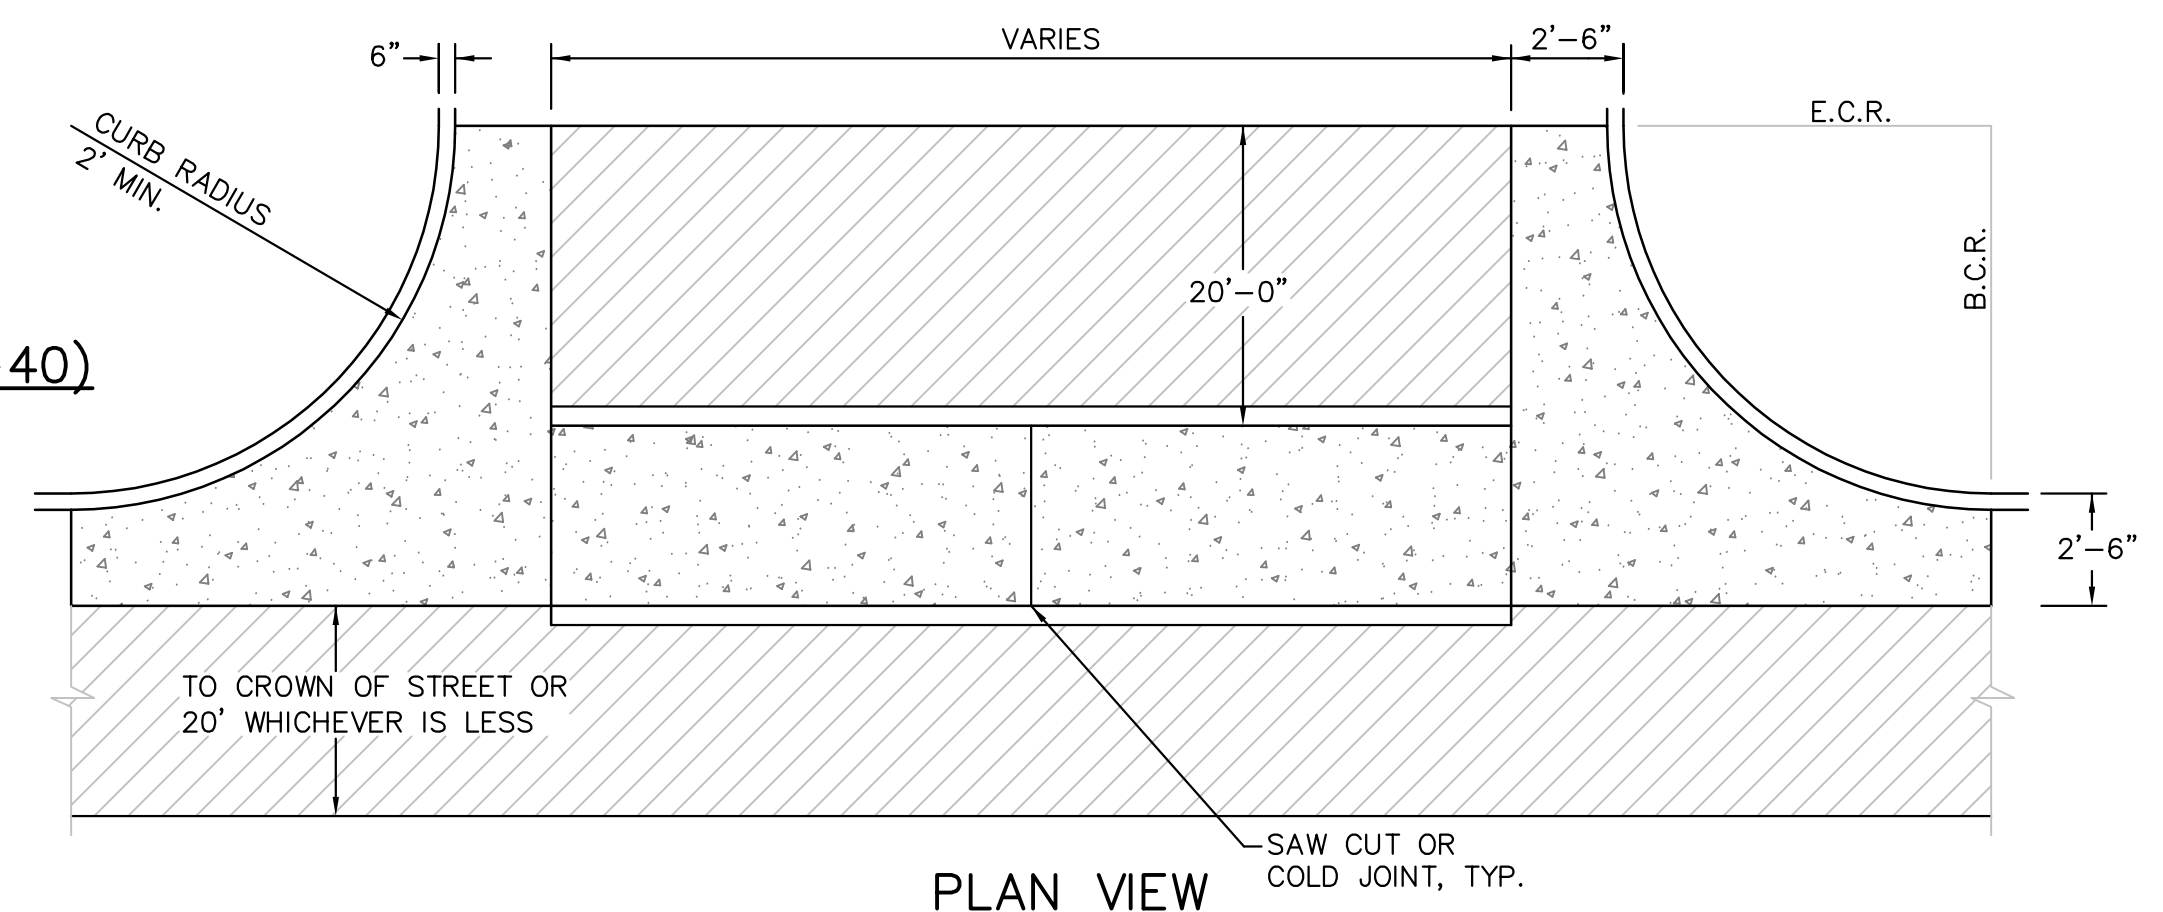 6"
VARIES
2'-6"
E.C.R.
CURB RADIUS
2' MIN.
B.C.R.
20'-0"
40)
2'-6"
TO CROWN OF STREET OR
20' WHICHEVER IS LESS
SAW CUT OR
COLD JOINT, TYP.
PLAN VIEW